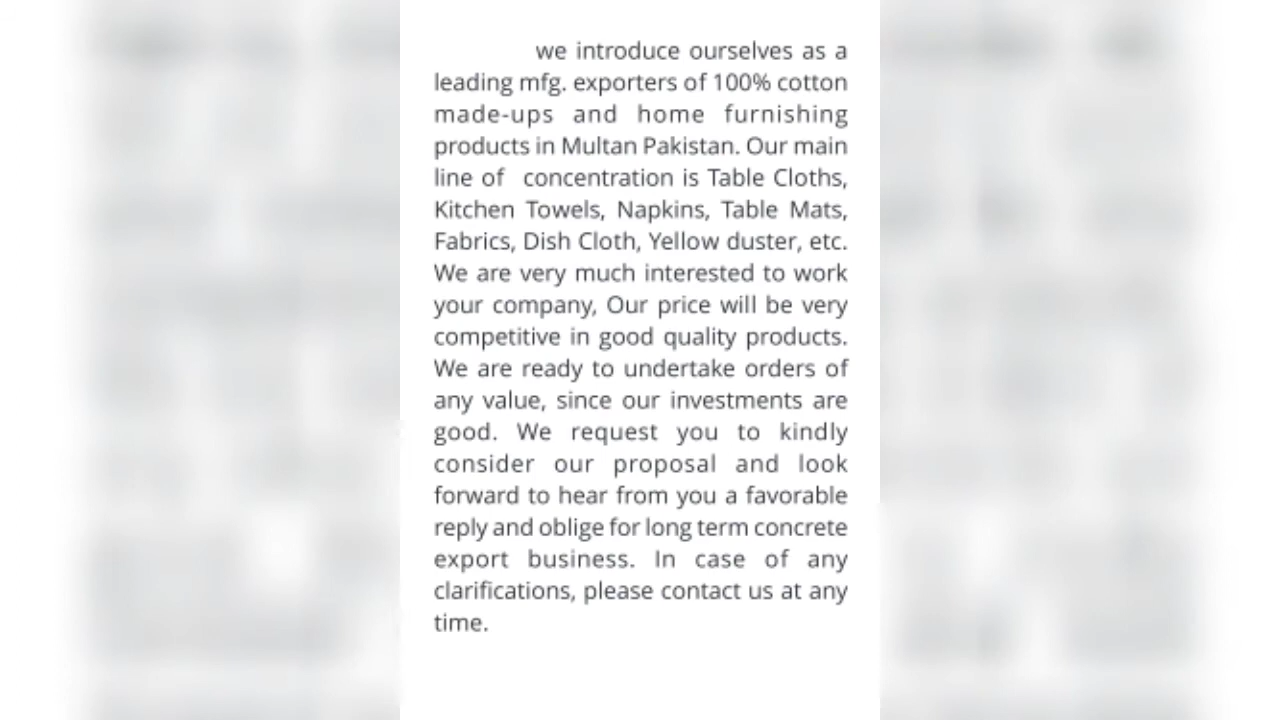 we introduce ourselves as a
leading mfg. exporters of 100% cotton
made-ups and home furnishing
products in Multan Pakistan. Our main
line of concentration is Table Cloths,
Kitchen Towels, Napkins, Table Mats,
Fabrics, Dish Cloth, Yellow duster, etc.
We are very much interested to work
your company, Our price will be very
competitive in good quality products.
We are ready to undertake orders of
any value, since our investments are
good. We request you to kindly
consider our proposal and look
forward to hear from you a favorable
reply and oblige for long term concrete
export business. In case of any
clarifications, please contact us at any
time.